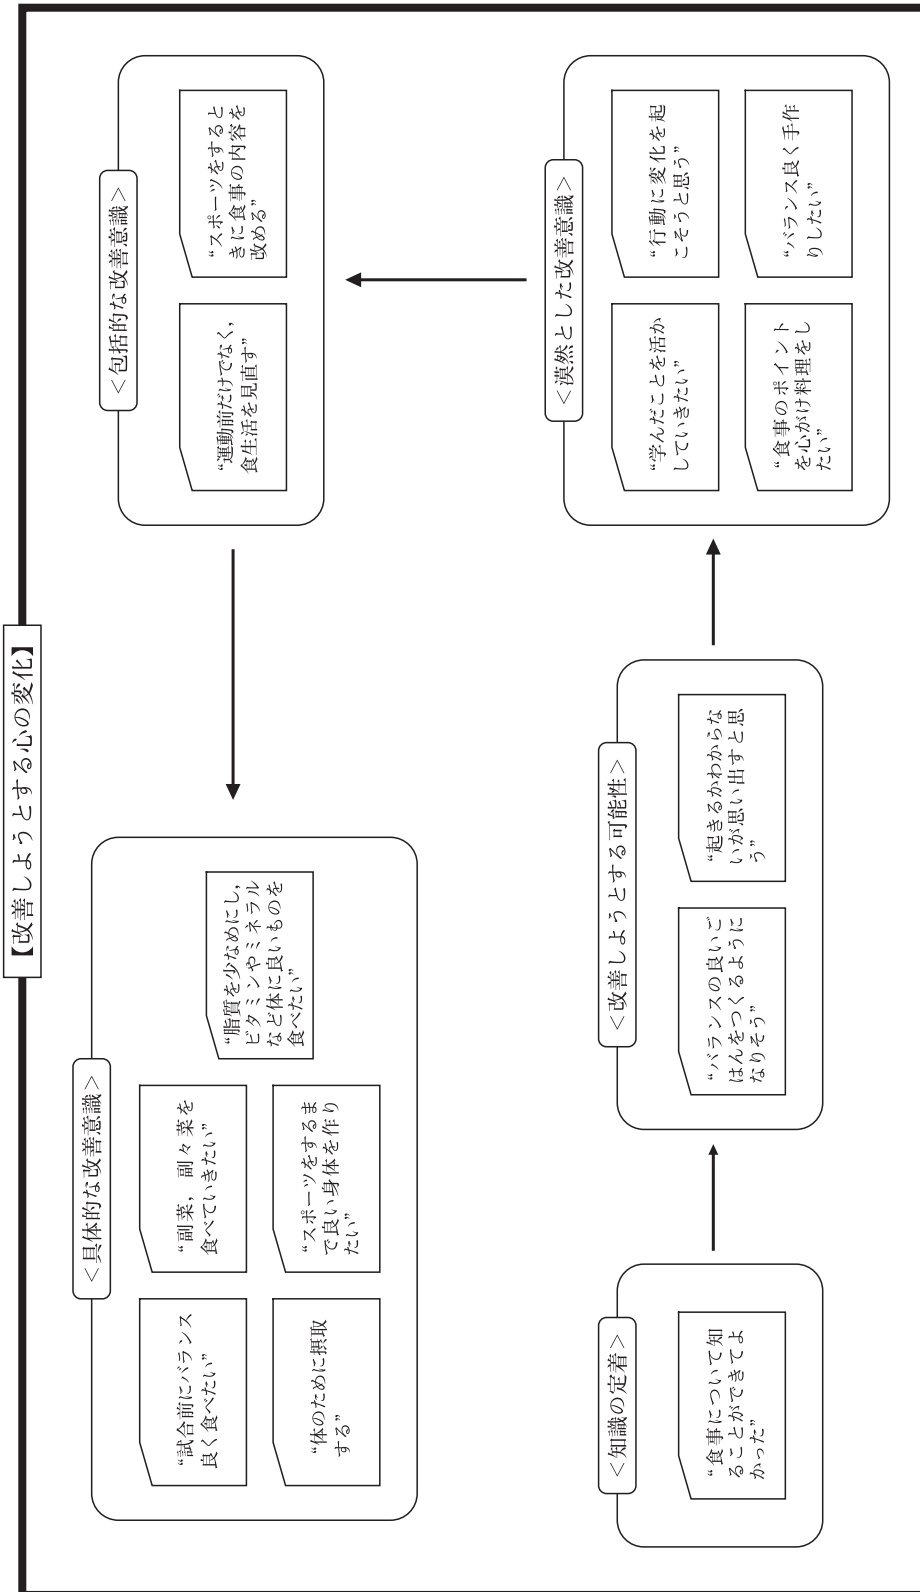 【改善しようとする心の変化】
＜具体的な改善意識＞
“試合前にバランス
良く食べたい”
“副菜，副々菜を
食べていきたい”
“脂質を少なめにし，
ビタミンやミネラル
など体に良いものを
食べたい”
“体のために摂取
する”
“スポーツをするま
で良い身体を作り
たい”
＜包括的な改善意識＞
“運動前だけでなく，
食生活を見直す”
“スポーツをすると
きに食事の内容を
改める”
＜知識の定着＞
“食事について知
ることができてよ
かった”
＜改善しようとする可能性＞
“バランスの良いご
はんをつくるように
なりそう”
“起きるかわからな
いが思い出すと思
う”
＜漠然とした改善意識＞
“学んだことを活か
していきたい”
“行動に変化を起
こそうと思う”
“食事のポイント
を心がけ料理をし
たい”
“バランス良く手作
りしたい”